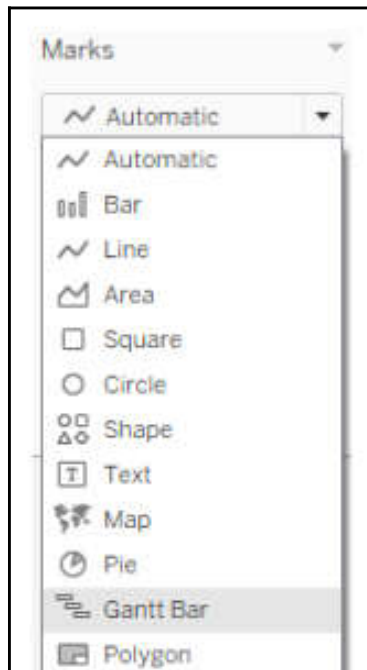 Marks
Automatic
Automatic
Bar
Line
Area
Square
Circle
Shape
T Text
Map
Pie
Gantt Bar
Polygon